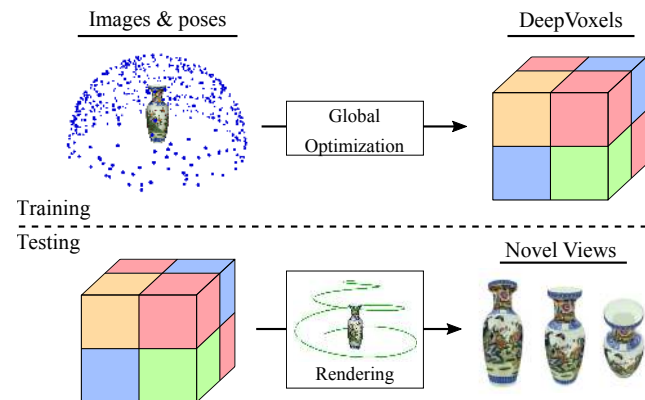 Images & poses
DeepVoxels
Global
Optimization
Training
Testing
Novel Views
Rendering